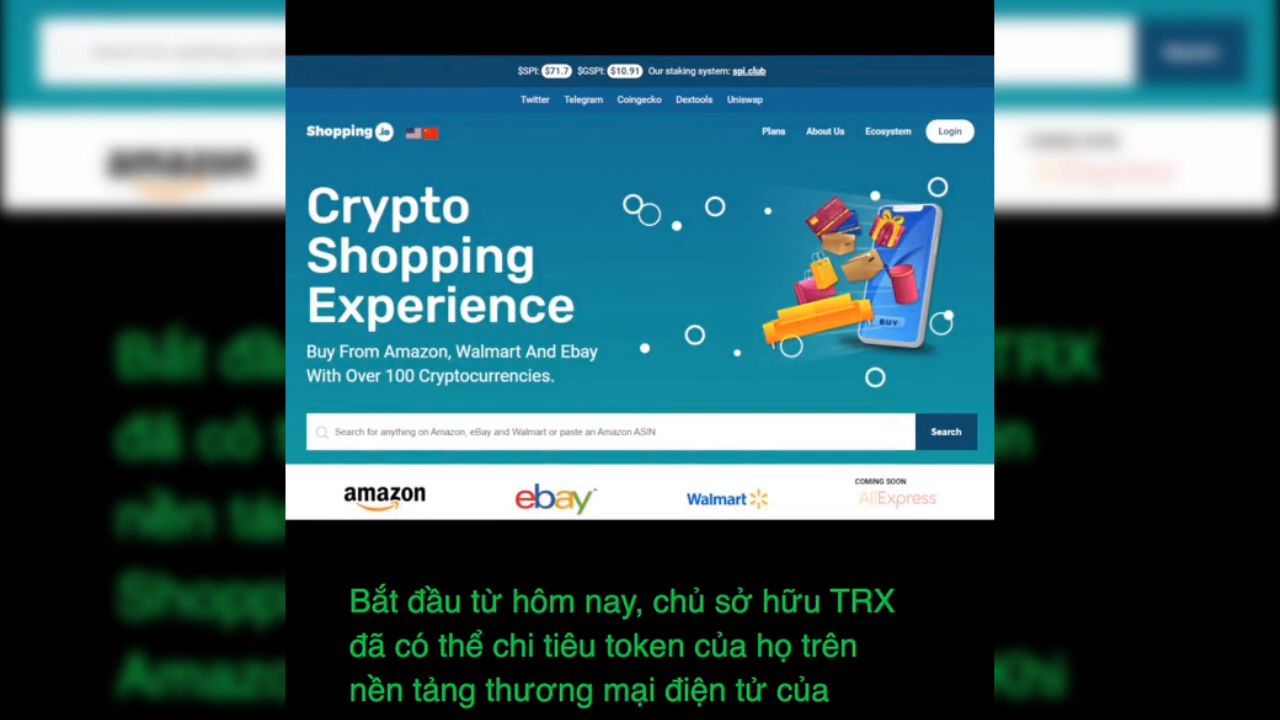 $SPI: $71.7 $GSPI: $10.91 Our staking system: spi.club
Twitter Telegram Coingecko Dextools Uniswap
Shopping .io Plans About Us Ecosystem Login
Crypto
Shopping
Experience
Buy From Amazon, Walmart And Ebay
With Over 100 Cryptocurrencies.
BUY
Search for anything on Amazon, eBay and Walmart or paste an Amazon ASIN Search
COMING SOON
amazon ebay Walmart AliExpress
Bắt đầu từ hôm nay, chủ sở hữu TRX
đã có thể chi tiêu token của họ trên
nền tảng thương mại điện tử của